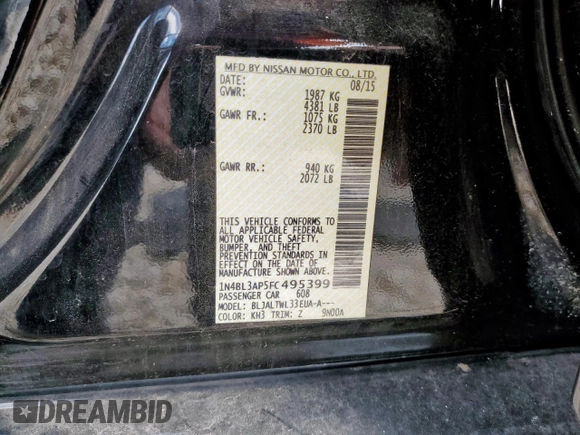 MFD BY NISSAN MOTOR CO., LTD.
DATE: 08/15
GVWR: 1987 KG
4381 LB
GAWR FR.: 1075 KG
2370 LB
GAWR RR.: 940 KG
2072 LB
THIS VEHICLE CONFORMS TO
ALL APPLICABLE FEDERAL
MOTOR VEHICLE SAFETY,
BUMPER, AND THEFT
PREVENTION STANDARDS IN
EFFECT ON THE DATE OF
MANUFACTURE SHOWN ABOVE.
1N4BL3AP5FC495399
PASSENGER CAR 608
MODEL: BLJALTWL33EUA-A---
COLOR: KH3 TRIM: Z 9N00A
DREAMBID